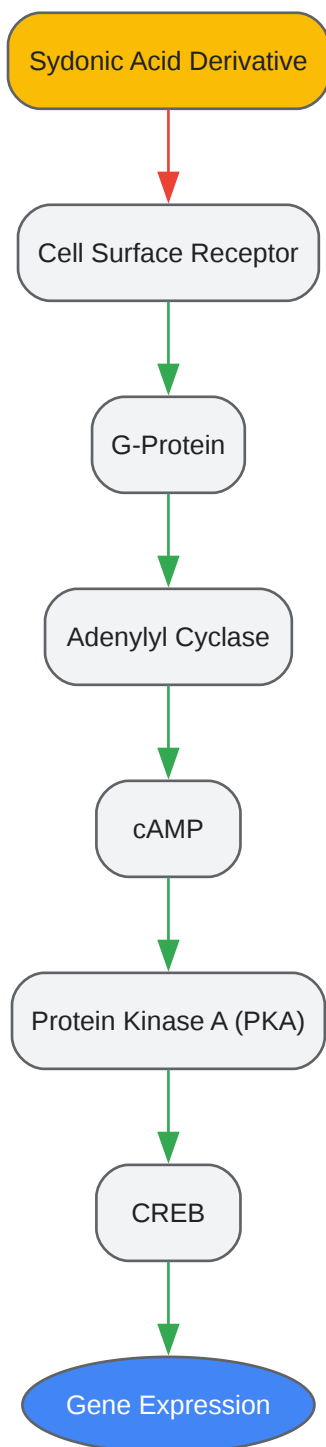 Sydonic Acid Derivative
Cell Surface Receptor
G-Protein
Adenylyl Cyclase
cAMP
Protein Kinase A (PKA)
CREB
Gene Expression